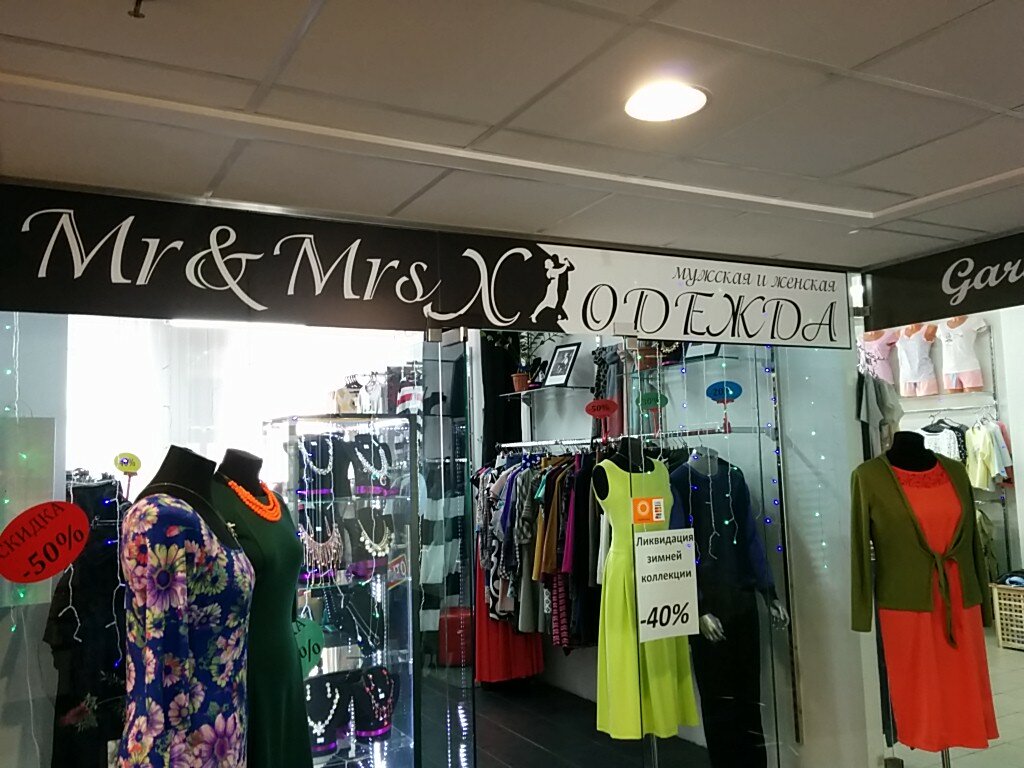 Mr & Mrs X
мужская и женская
ОДЕЖДА
Gar
СКИДКА
-50%
Ликвидация
зимней
коллекции
-40%
50%